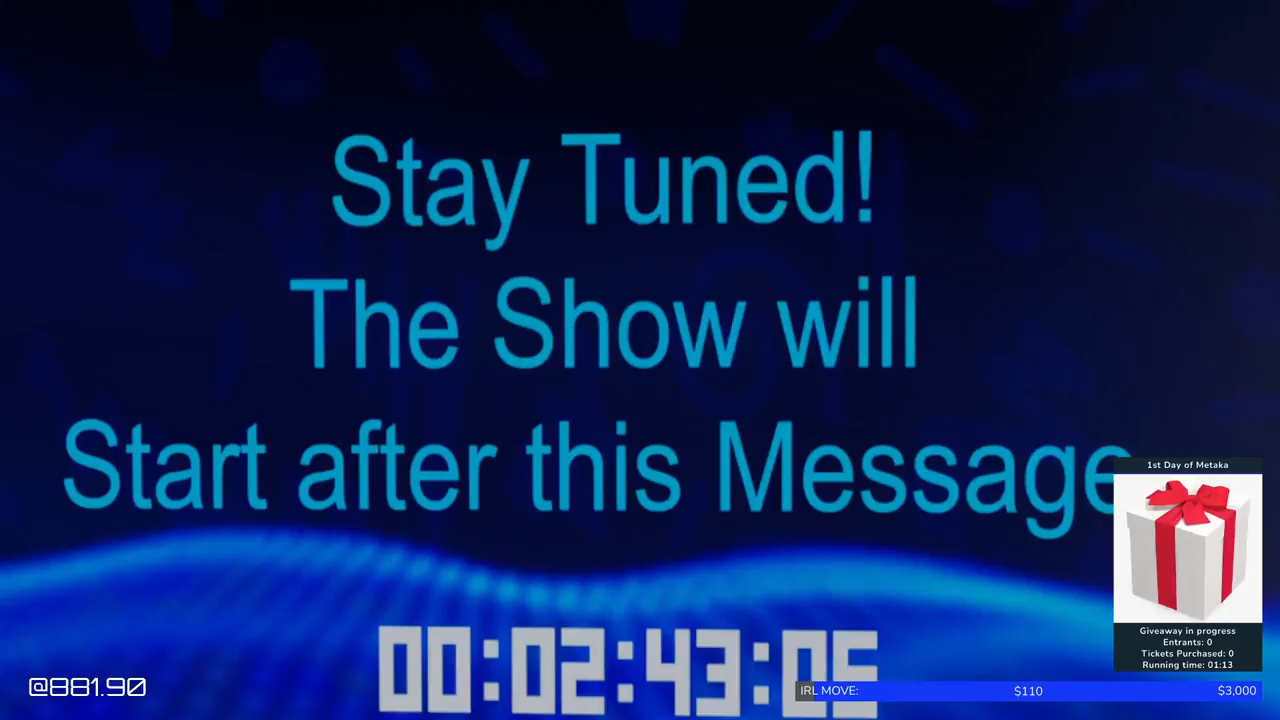 Stay Tuned!
The Show will
Start after this Message
1st Day of Metaka
Giveaway in progress
Entrants: 0
Tickets Purchased: 0
Running time: 01:13
00:02:43:05
@881.90
IRL MOVE: $110 $3,000